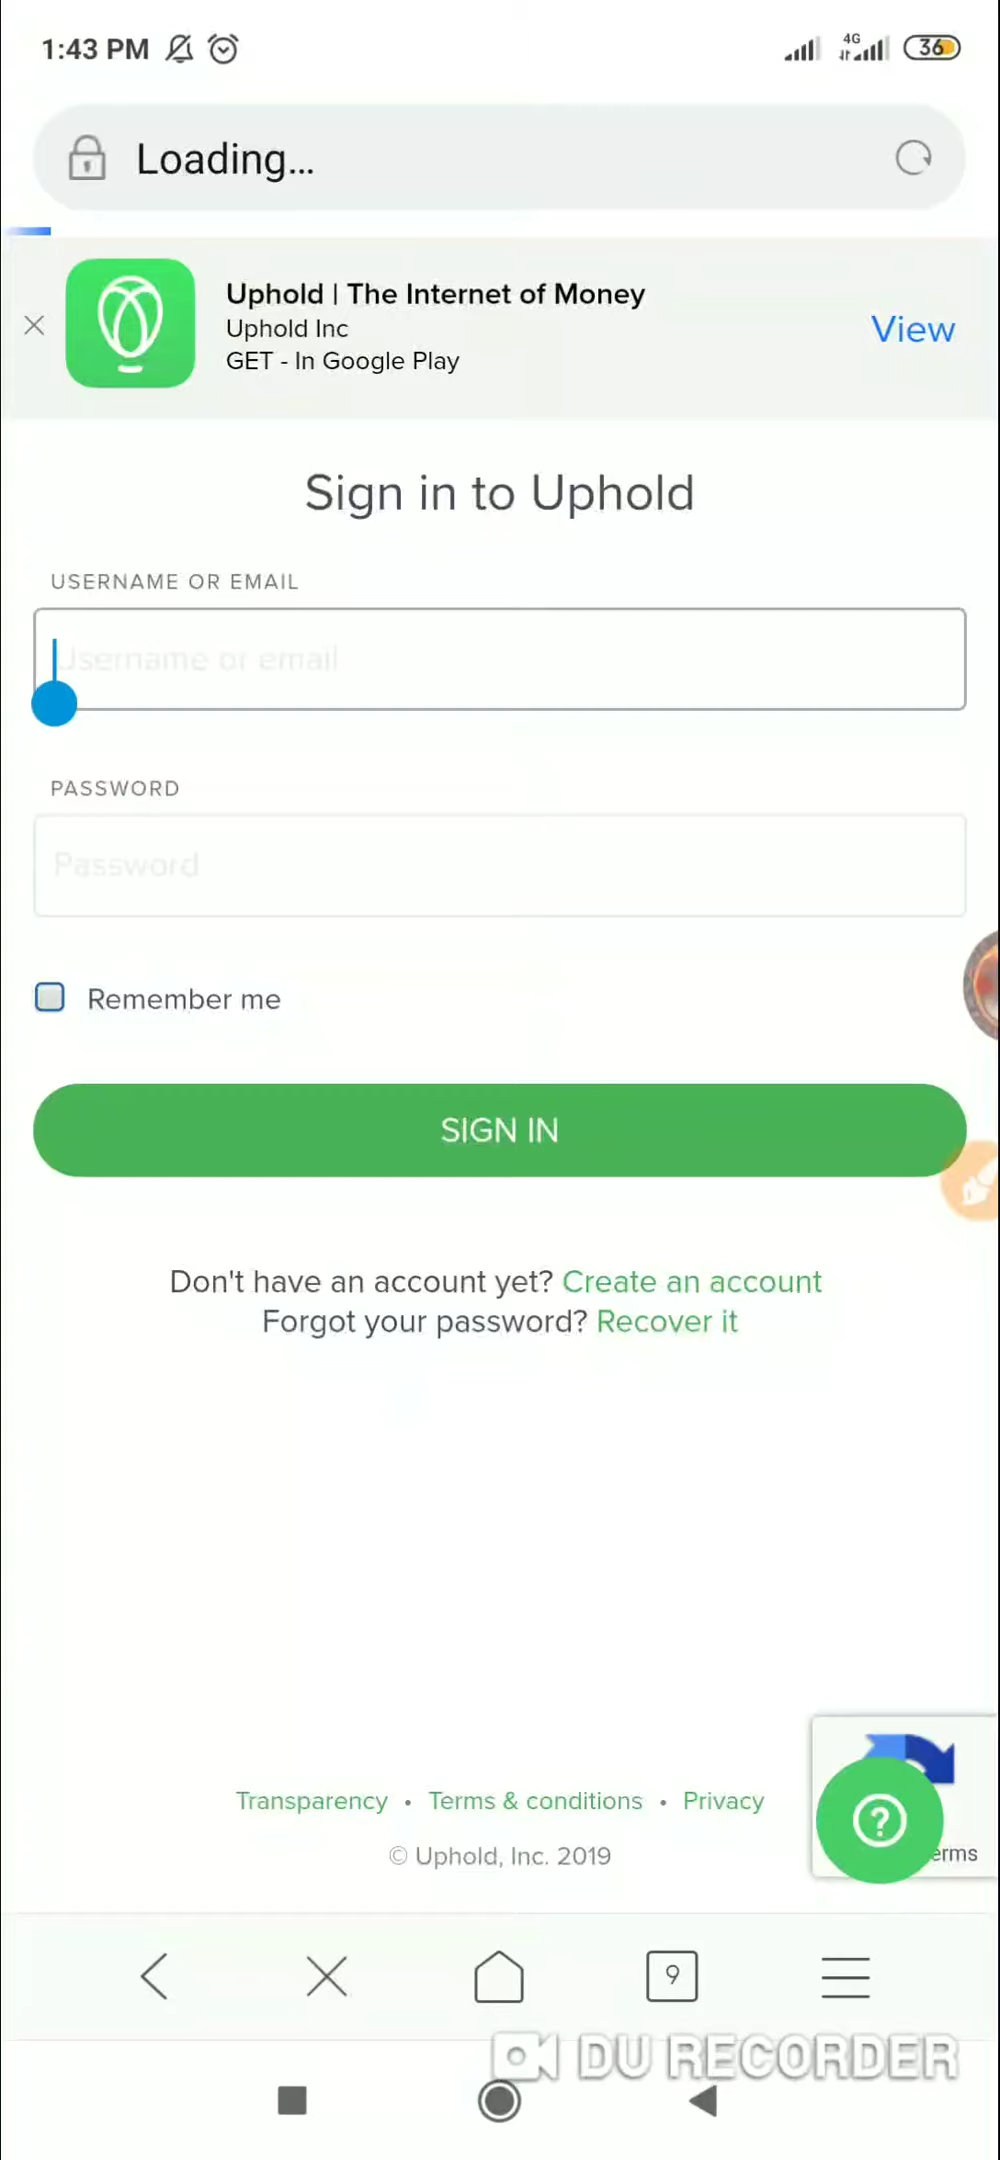 1:43 PM
4G
36
Loading...
Uphold | The Internet of Money
Uphold Inc
GET - In Google Play
View
Sign in to Uphold
USERNAME OR EMAIL
Username or email
PASSWORD
Password
Remember me
SIGN IN
Don't have an account yet? Create an account
Forgot your password? Recover it
Transparency • Terms & conditions • Privacy
erms
© Uphold, Inc. 2019
9
DU RECORDER